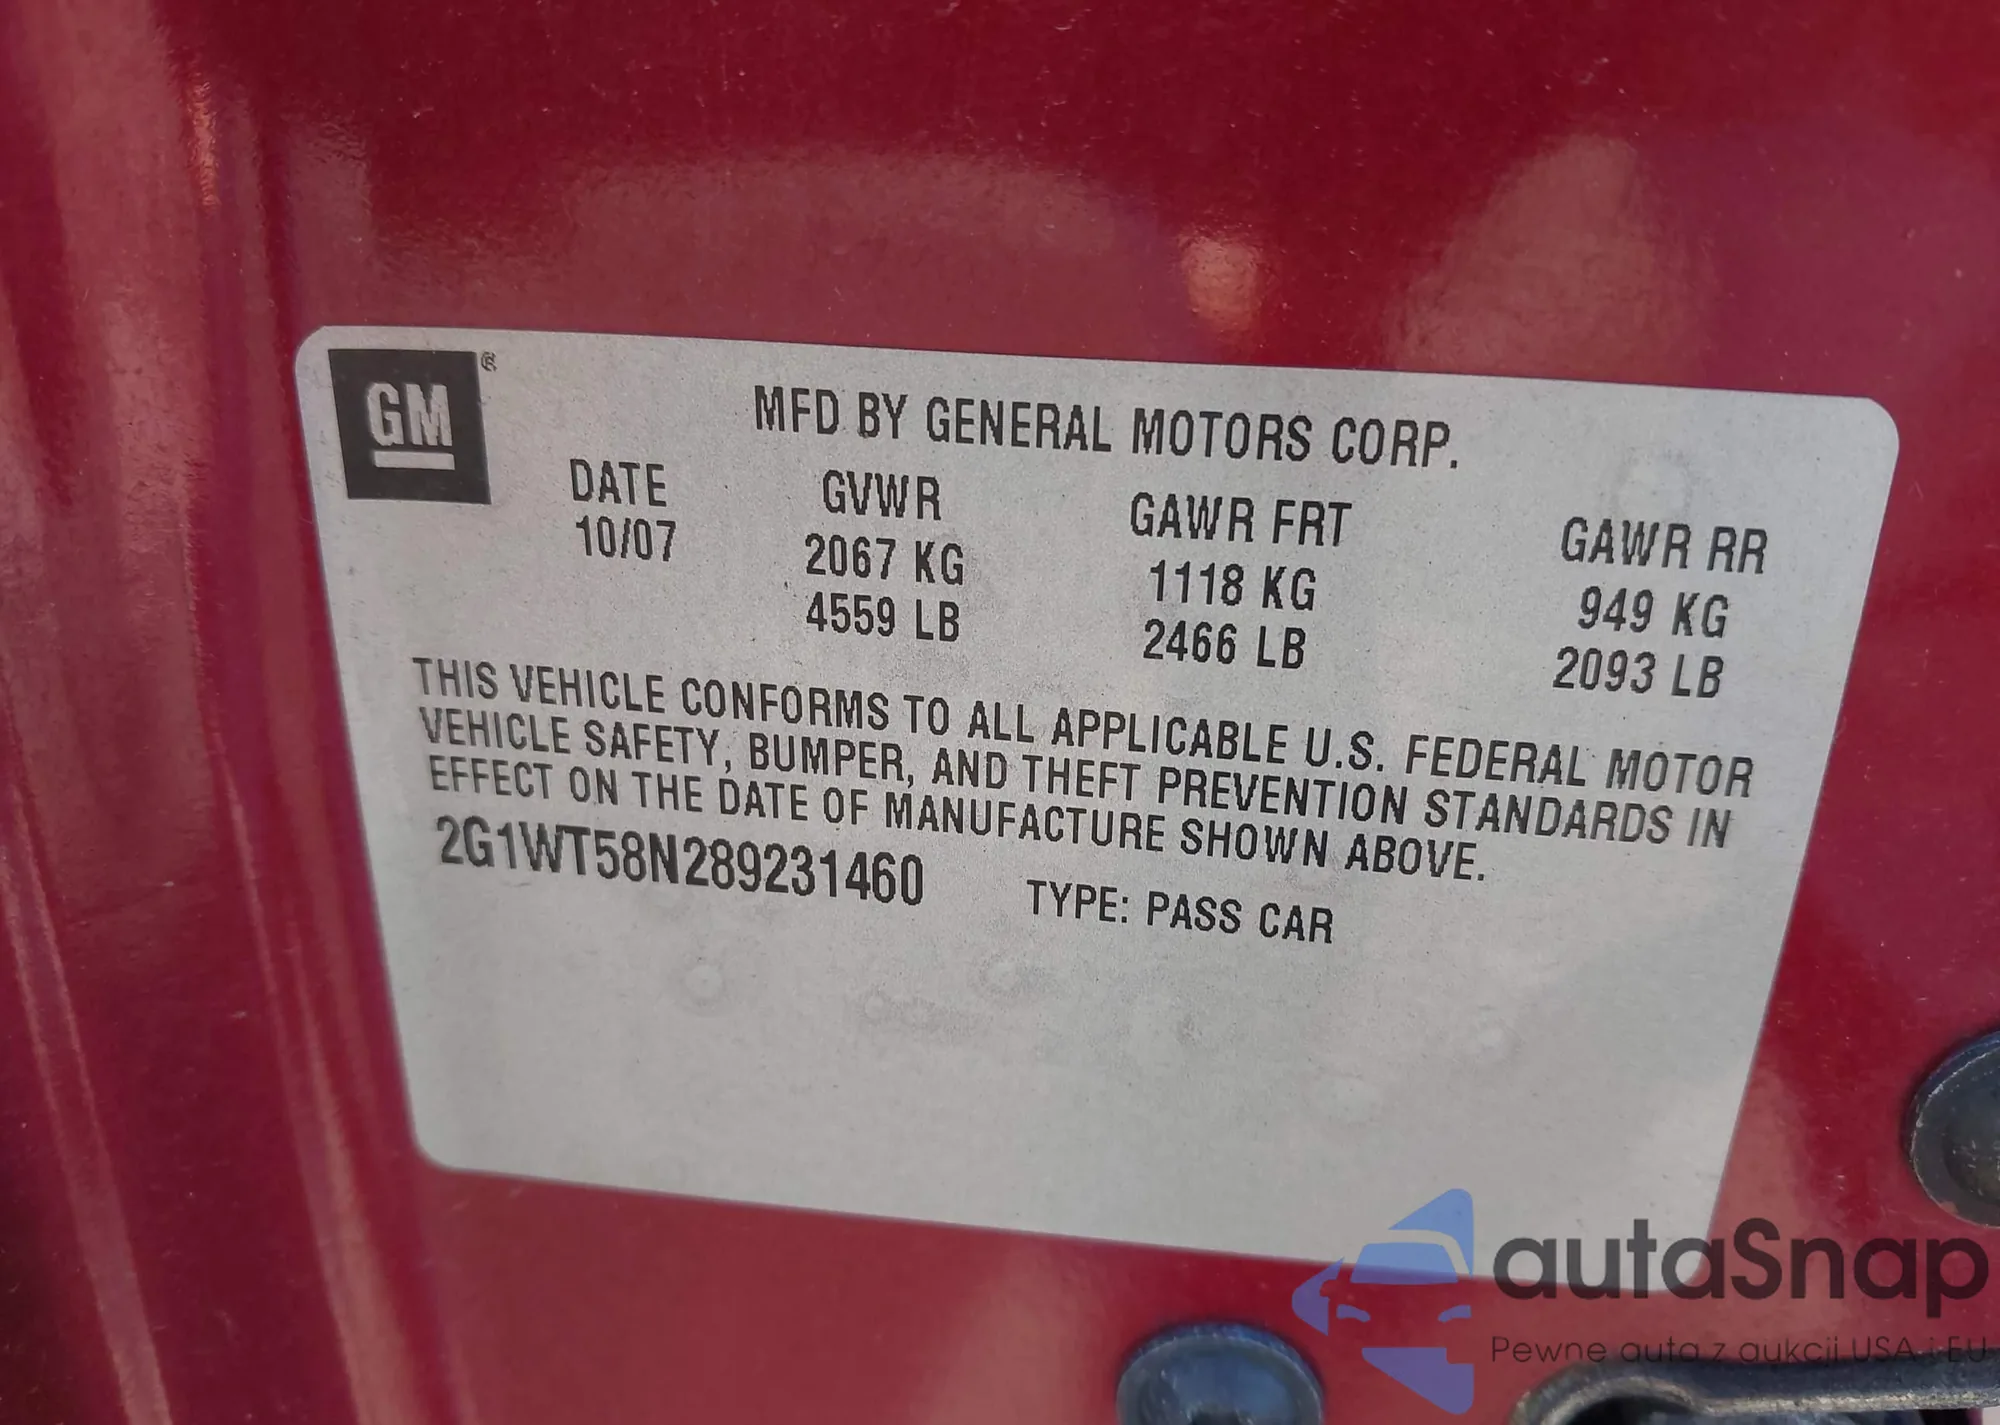 GM®
MFD BY GENERAL MOTORS CORP.
DATE GVWR GAWR FRT GAWR RR
10/07 2067 KG 1118 KG 949 KG
4559 LB 2466 LB 2093 LB
THIS VEHICLE CONFORMS TO ALL APPLICABLE U.S. FEDERAL MOTOR
VEHICLE SAFETY, BUMPER, AND THEFT PREVENTION STANDARDS IN
EFFECT ON THE DATE OF MANUFACTURE SHOWN ABOVE.
2G1WT58N289231460 TYPE: PASS CAR
autaSnap
Pewne auta z aukcji USA i EU